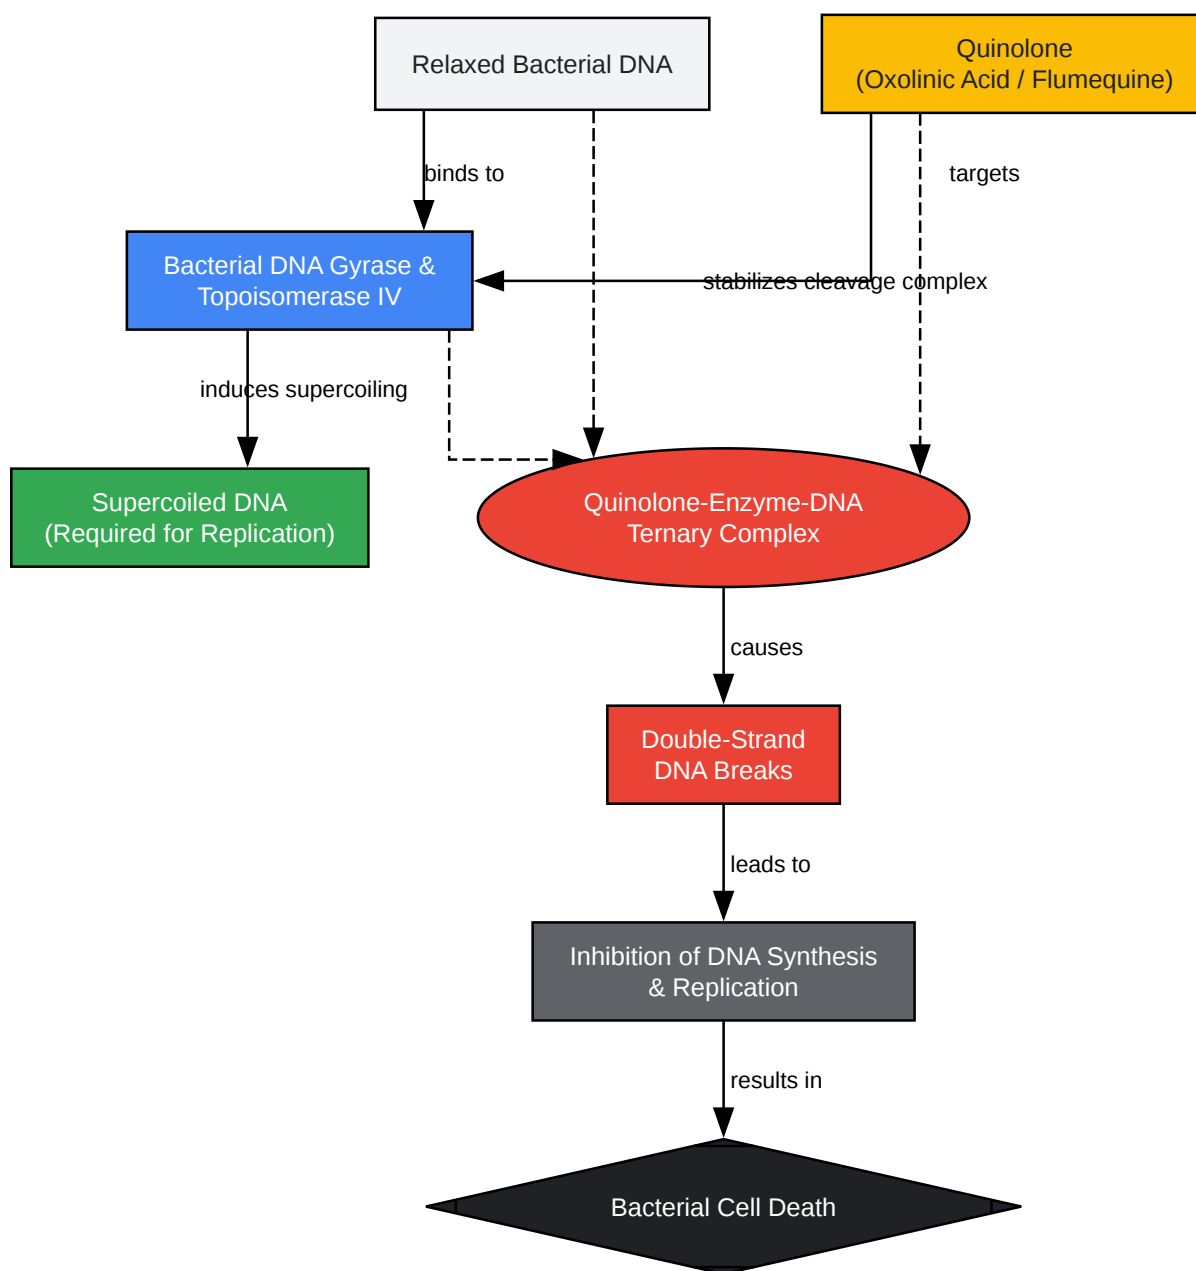 Relaxed Bacterial DNA
Quinolone
(Oxolinic Acid / Flumequine)
binds to
targets
Bacterial DNA Gyrase &
Topoisomerase IV
stabilizes cleavage complex
induces supercoiling
Supercoiled DNA
(Required for Replication)
Quinolone-Enzyme-DNA
Ternary Complex
causes
Double-Strand
DNA Breaks
leads to
Inhibition of DNA Synthesis
& Replication
results in
Bacterial Cell Death